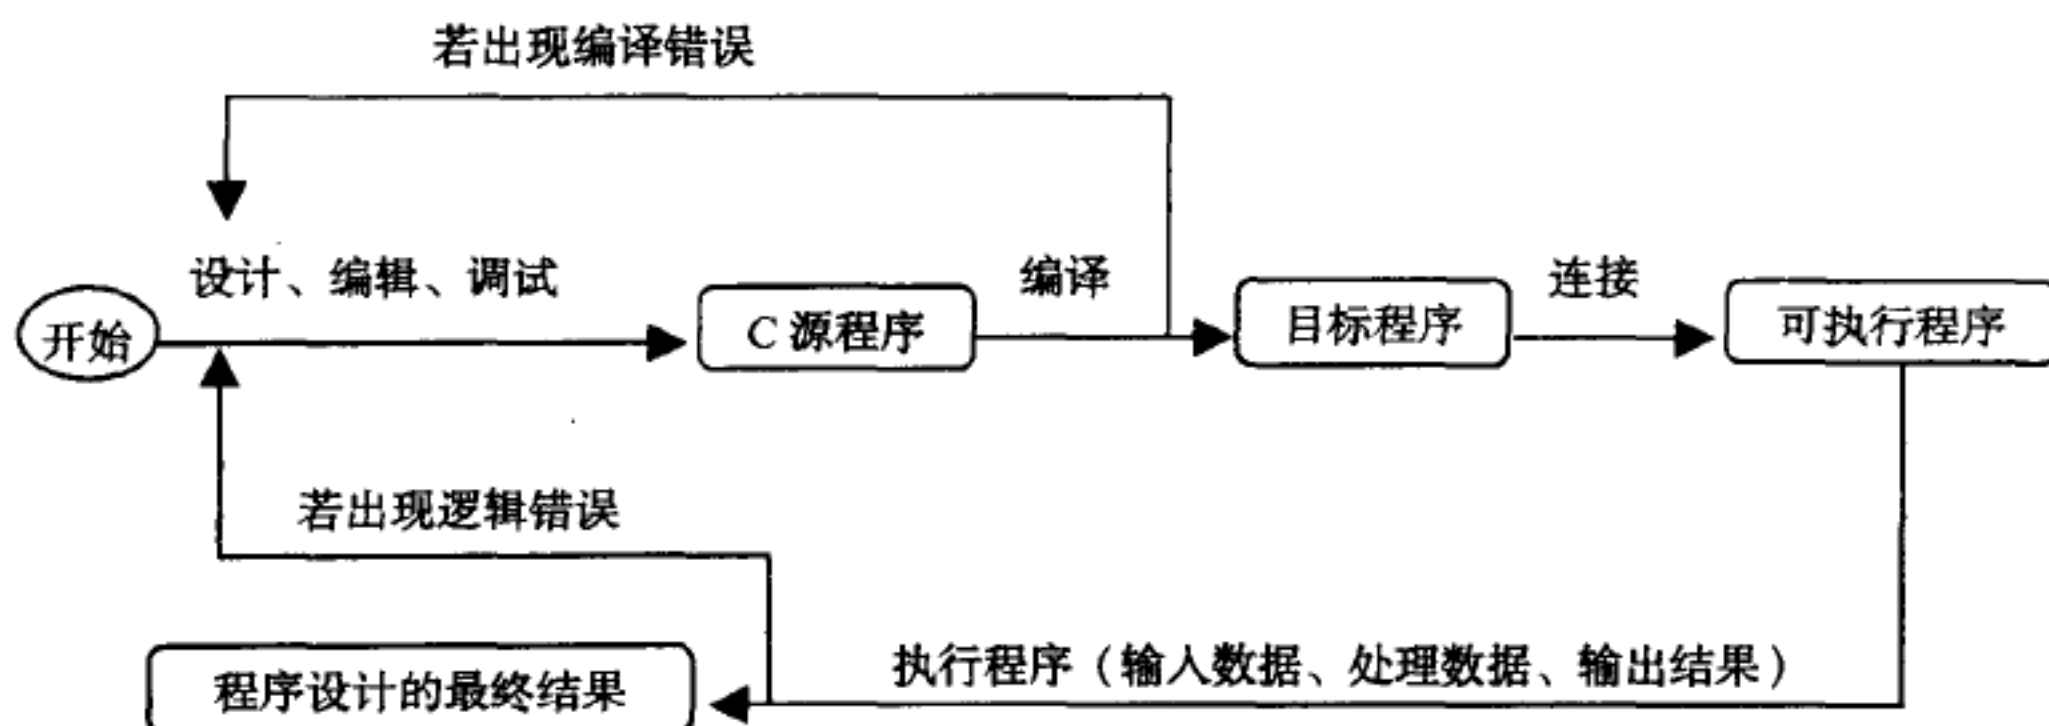 若出现编译错误
设计、编辑、调试
编译
连接
开始
C 源程序
目标程序
可执行程序
若出现逻辑错误
执行程序（输入数据、处理数据、输出结果）
程序设计的最终结果